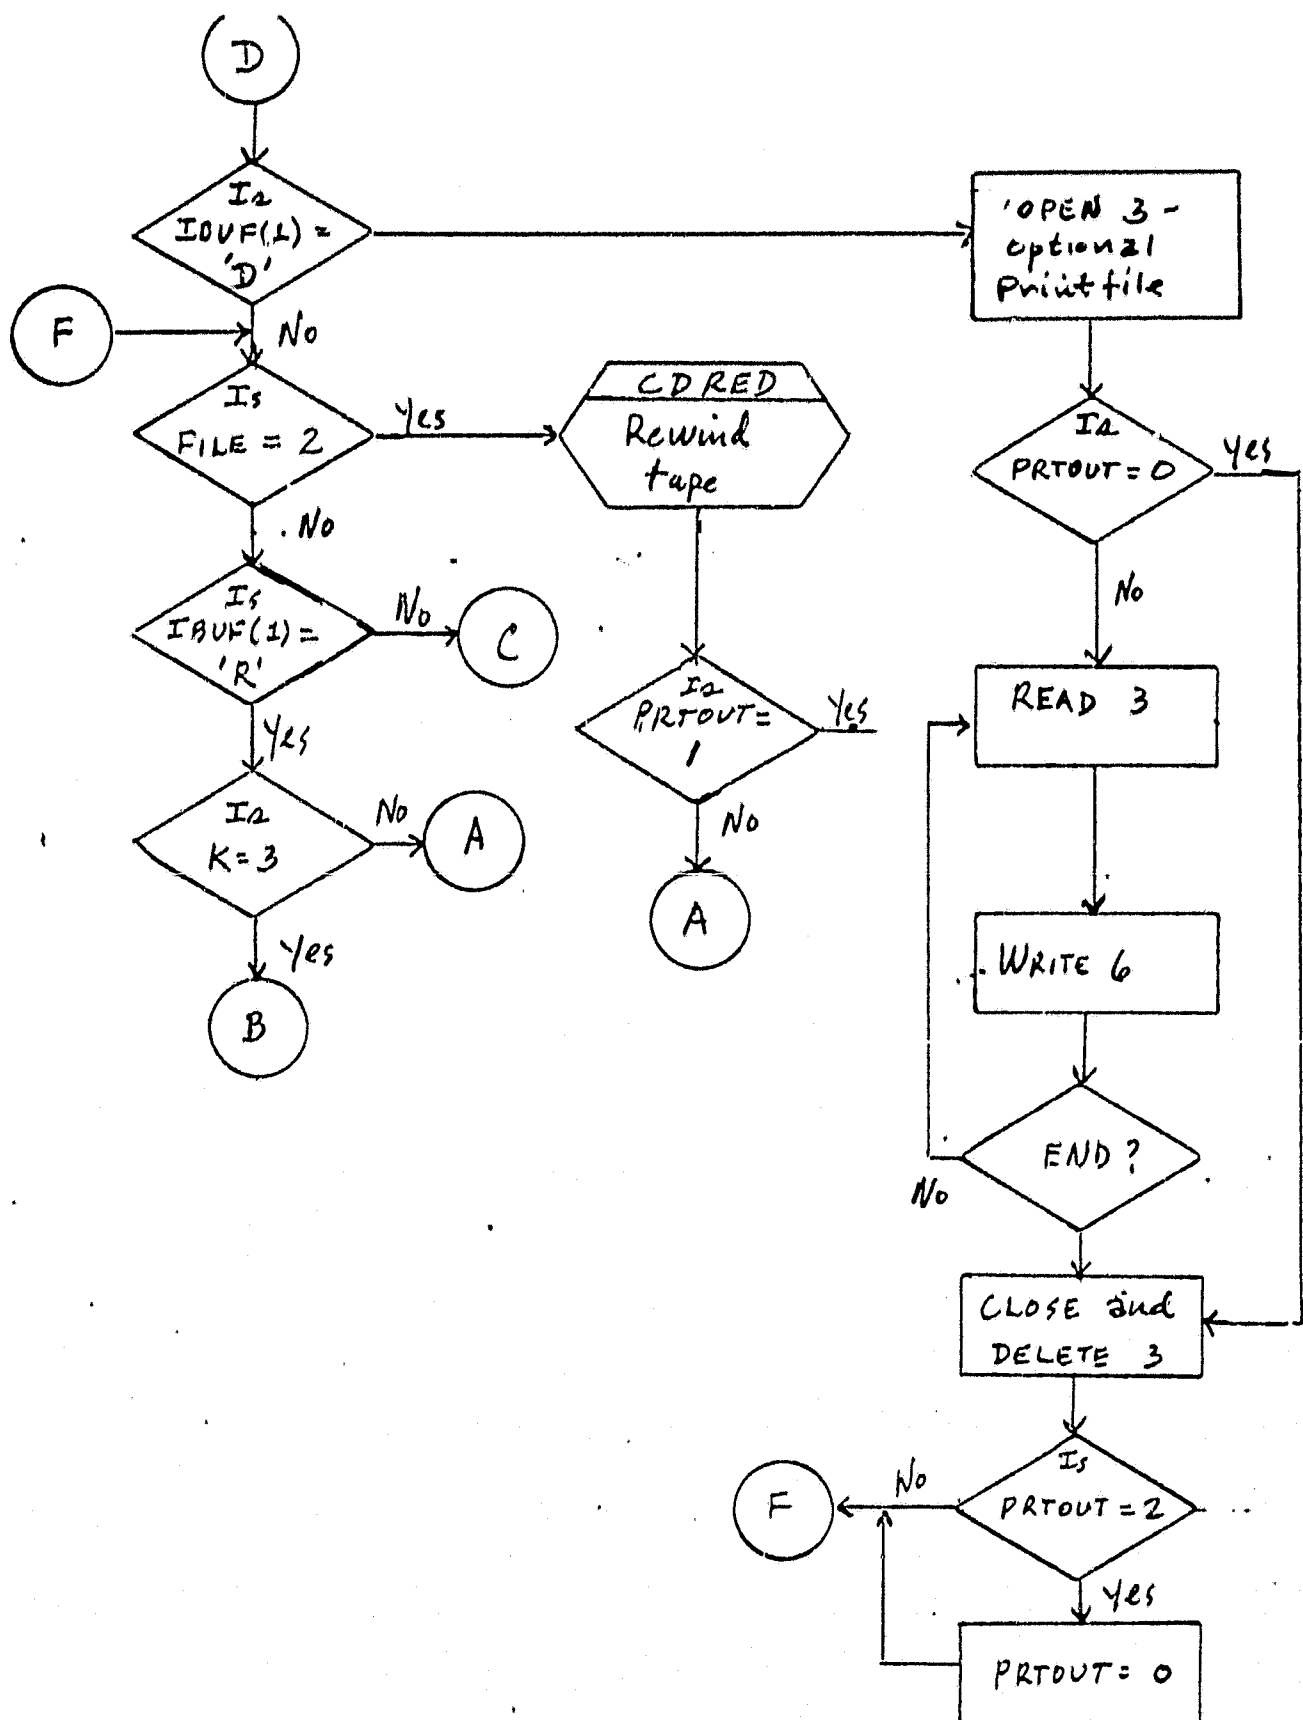 D
Is
IBUF(1) =
'D'
No
F
Is
FILE = 2
Yes
No
Is
IBUF(1) =
'R'
No
C
Yes
Is
K=3
No
A
Yes
B
CDRED
Rewind
tape
Is
PRTOUT=
1
Yes
No
A
'OPEN 3 -
optional
Print file
Is
PRTOUT=0
Yes
No
READ 3
WRITE 6
END?
No
CLOSE and
DELETE 3
Is
PRTOUT=2
No
F
Yes
PRTOUT= 0